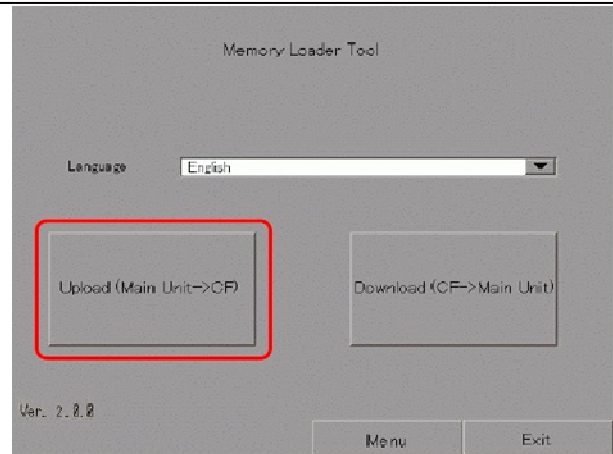 Memory Loader Tool
Language English
Upload (Main Unit->CF) Download (CF->Main Unit)
Ver. 2.0.0
Menu Exit